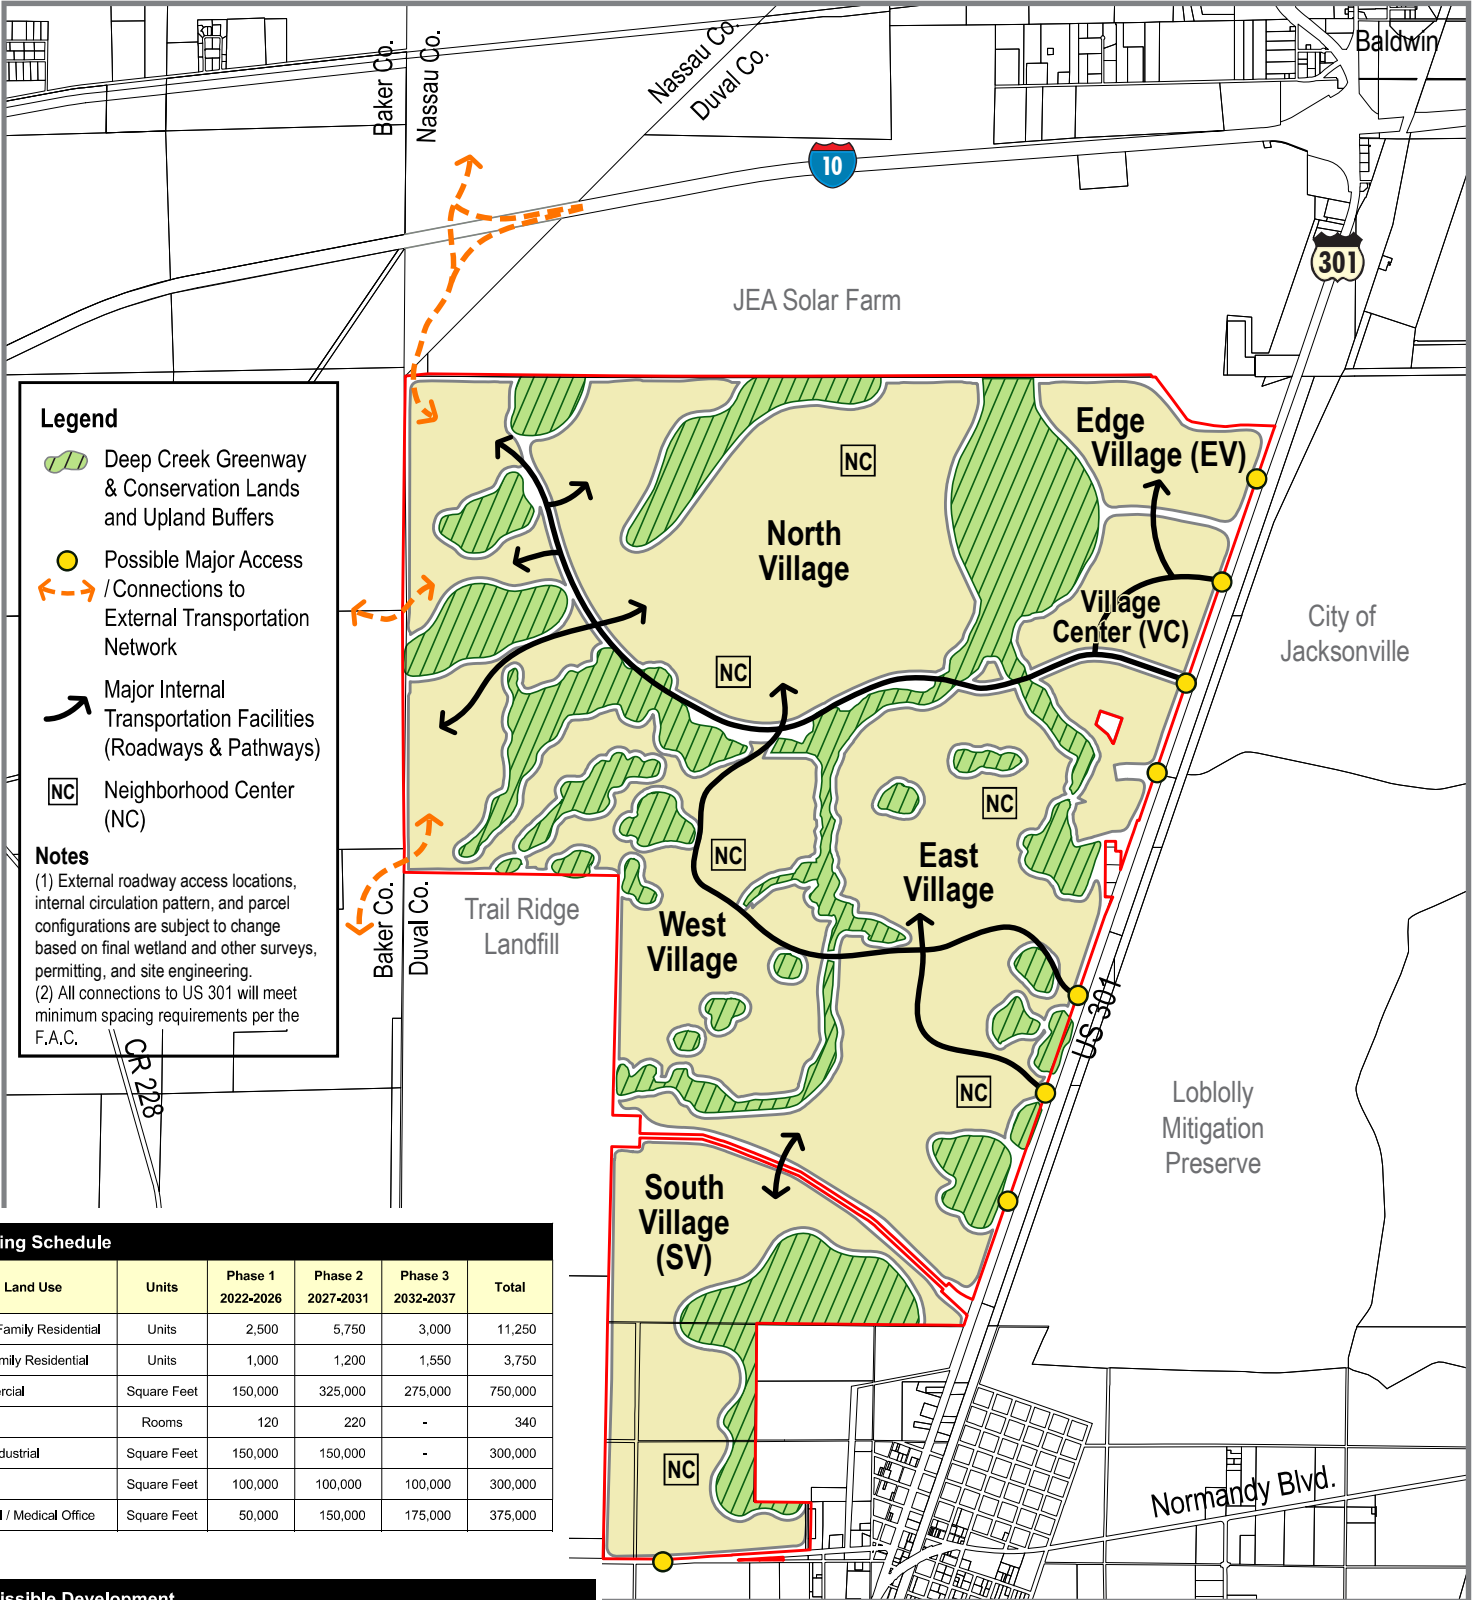 Baldwin
Baker Co.
Nassau Co.
Nassau Co.
Duval Co.
10
301
JEA Solar Farm
Legend
Deep Creek Greenway
& Conservation Lands
and Upland Buffers
Possible Major Access
/Connections to
External Transportation
Network
Major Internal
Transportation Facilities
(Roadways & Pathways)
NC
Neighborhood Center
(NC)
Notes
(1) External roadway access locations,
internal circulation pattern, and parcel
configurations are subject to change
based on final wetland and other surveys,
permitting, and site engineering.
(2) All connections to US 301 will meet
minimum spacing requirements per the
F.A.C.
Edge
Village (EV)
NC
North
Village
Village
Center (VC)
City of
Jacksonville
NC
NC
NC
East
Village
Trail Ridge
Landfill
West
Village
Baker Co.
Duval Co.
US 301
CR 228
NC
Loblolly
Mitigation
Preserve
South
Village
(SV)
NC
Normandy Blvd.
ing Schedule
Land Use Units Phase 1 2022-2026 Phase 2 2027-2031 Phase 3 2032-2037 Total
Family Residential Units 2,500 5,750 3,000 11,250
mily Residential Units 1,000 1,200 1,550 3,750
ercial Square Feet 150,000 325,000 275,000 750,000
Rooms 120 220 - 340
dustrial Square Feet 150,000 150,000 - 300,000
Square Feet 100,000 100,000 100,000 300,000
l / Medical Office Square Feet 50,000 150,000 175,000 375,000
issible Development